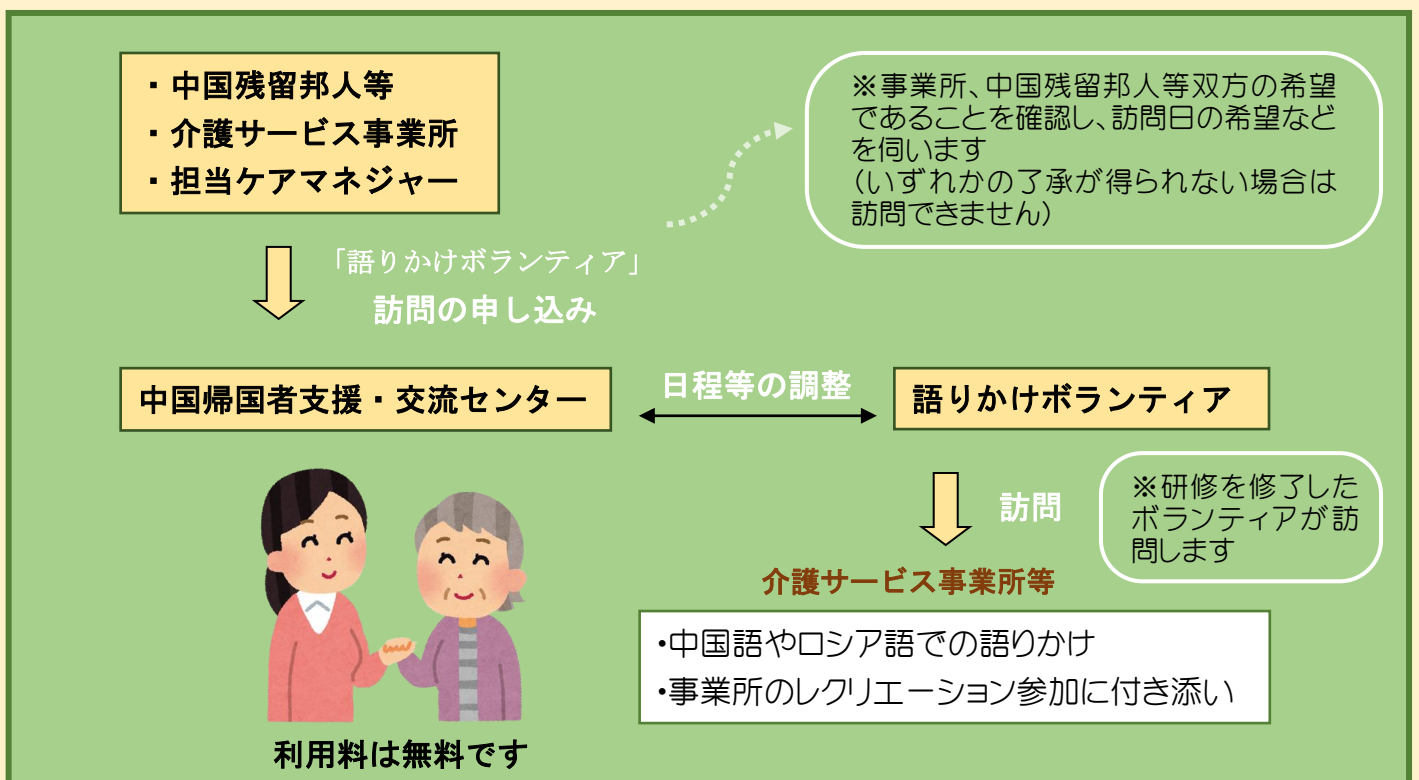 ・中国残留邦人等
・介護サービス事業所
・担当ケアマネジャー
※事業所、中国残留邦人等双方の希望
であることを確認し、訪問日の希望など
を伺います
（いずれかの了承が得られない場合は
訪問できません）
「語りかけボランティア」
訪問の申し込み
中国帰国者支援・交流センター
日程等の調整
語りかけボランティア
訪問
※研修を修了した
ボランティアが訪
問します
介護サービス事業所等
・中国語やロシア語での語りかけ
・事業所のレクリエーション参加に付き添い
利用料は無料です